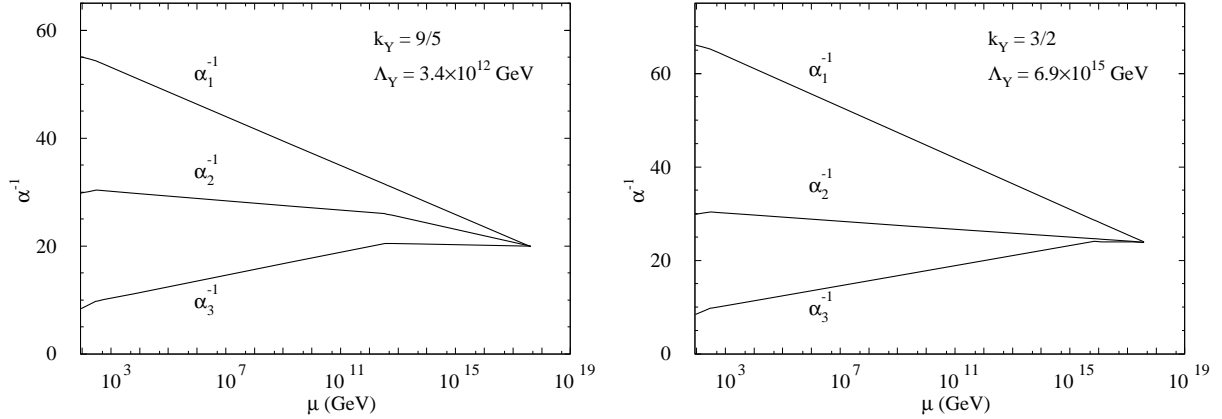 60
40
20
0
α⁻¹
k_Y = 9/5
Λ_Y = 3.4×10¹² GeV
α₁⁻¹
α₂⁻¹
α₃⁻¹
10³ 10⁷ 10¹¹ 10¹⁵ 10¹⁹
μ (GeV)
60
40
20
0
α⁻¹
k_Y = 3/2
Λ_Y = 6.9×10¹⁵ GeV
α₁⁻¹
α₂⁻¹
α₃⁻¹
10³ 10⁷ 10¹¹ 10¹⁵ 10¹⁹
μ (GeV)